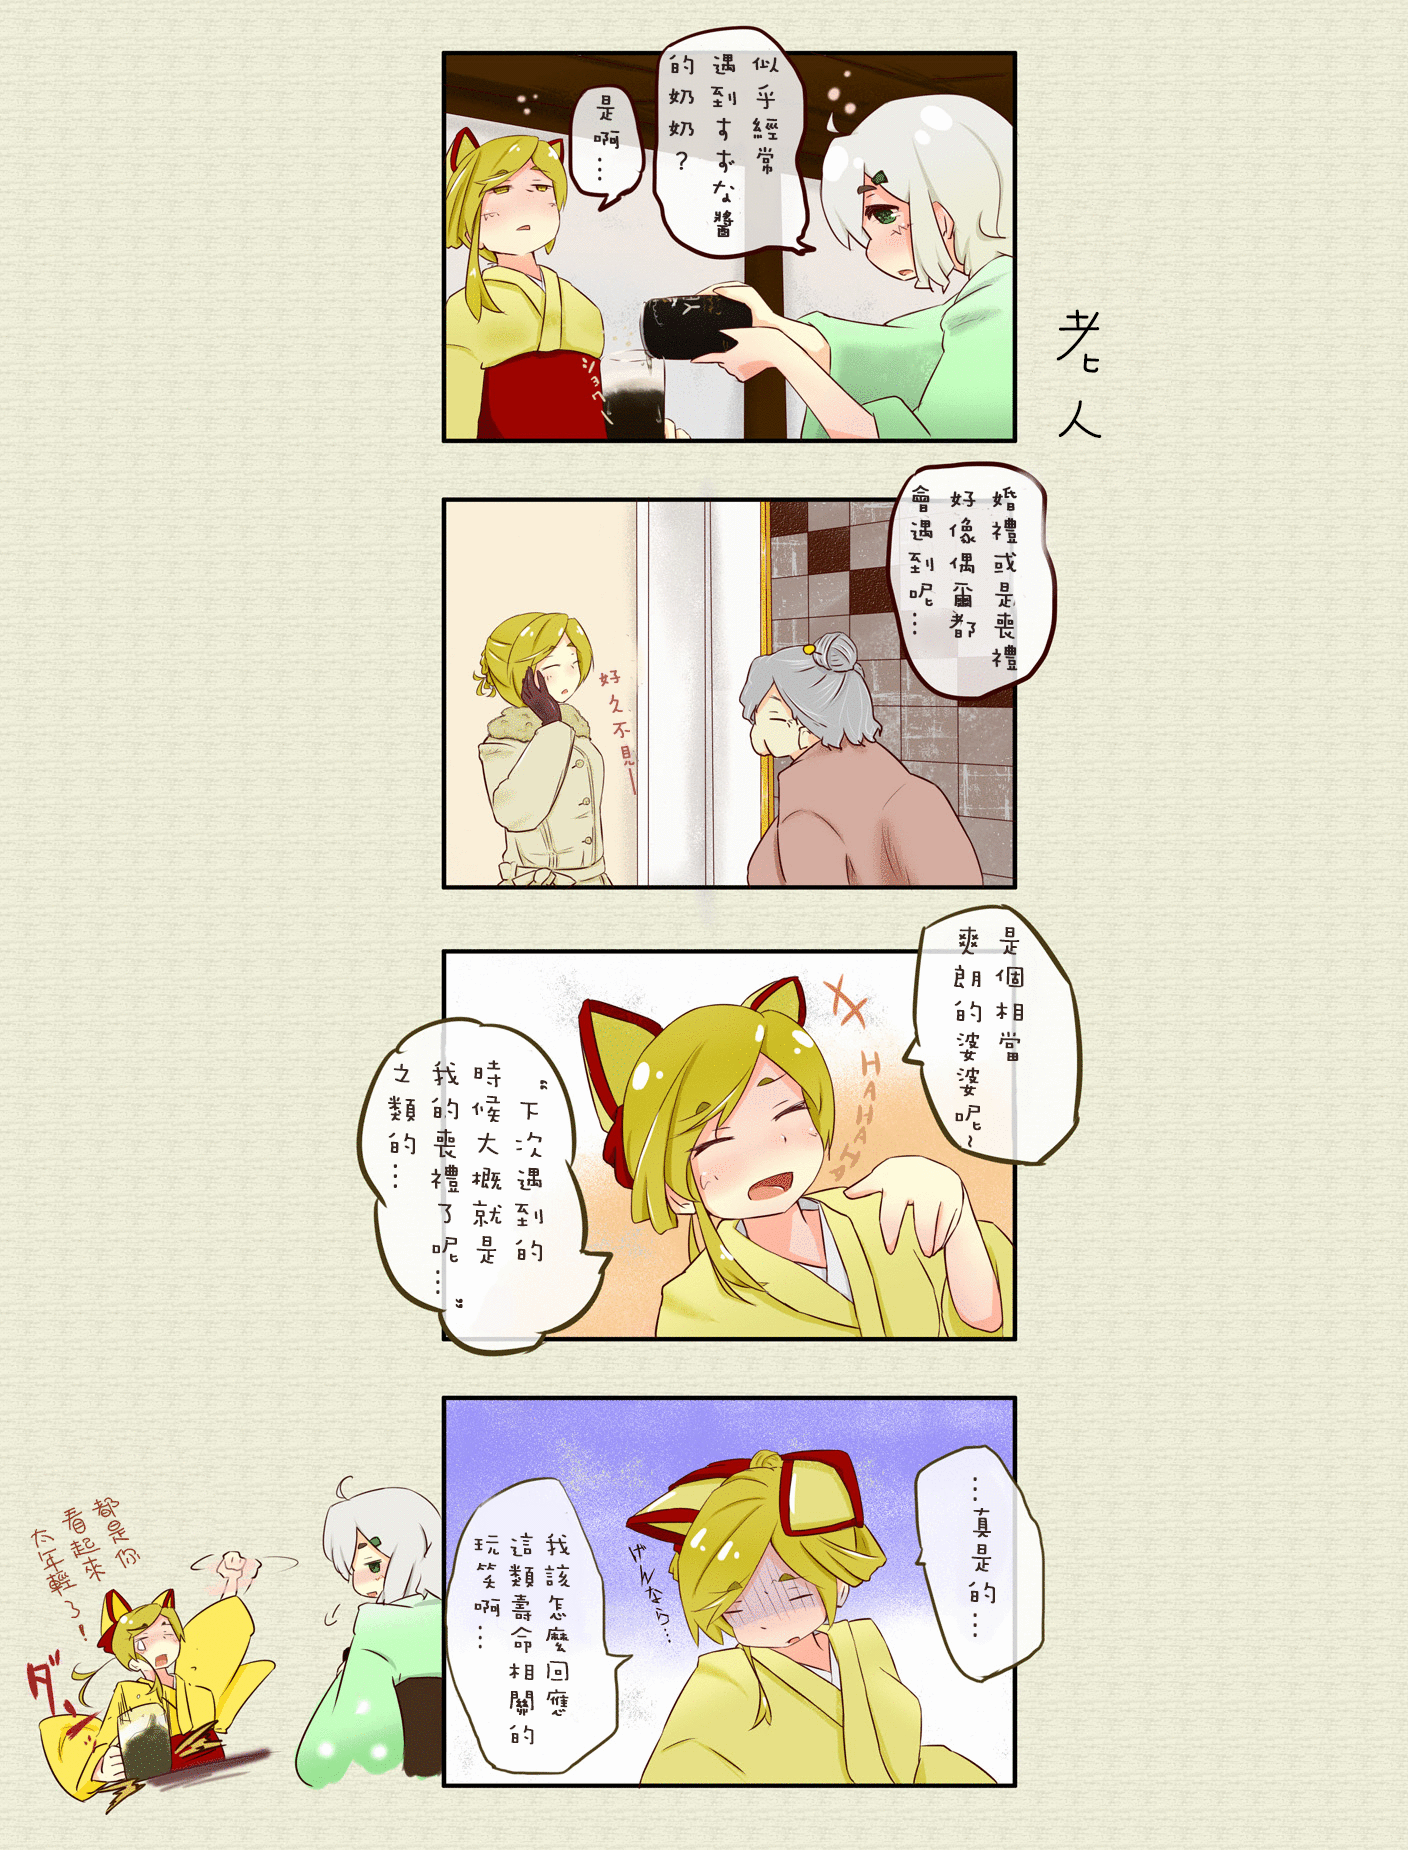 老人
似乎經常
遇到すずな醬
的奶奶？
是啊…
ショワー
婚禮或是喪禮
好像偶爾都
會遇到呢…
好久不見—
是個相當
爽朗的婆婆呢~
HAHAHA
“下次遇到的
時候大概就是
我的喪禮了呢…”
之類的…
…真是的…
げんなら…
我該怎麼回應
這類壽命相關的
玩笑啊…
都是你
看起來
太年輕了！
ダンッ